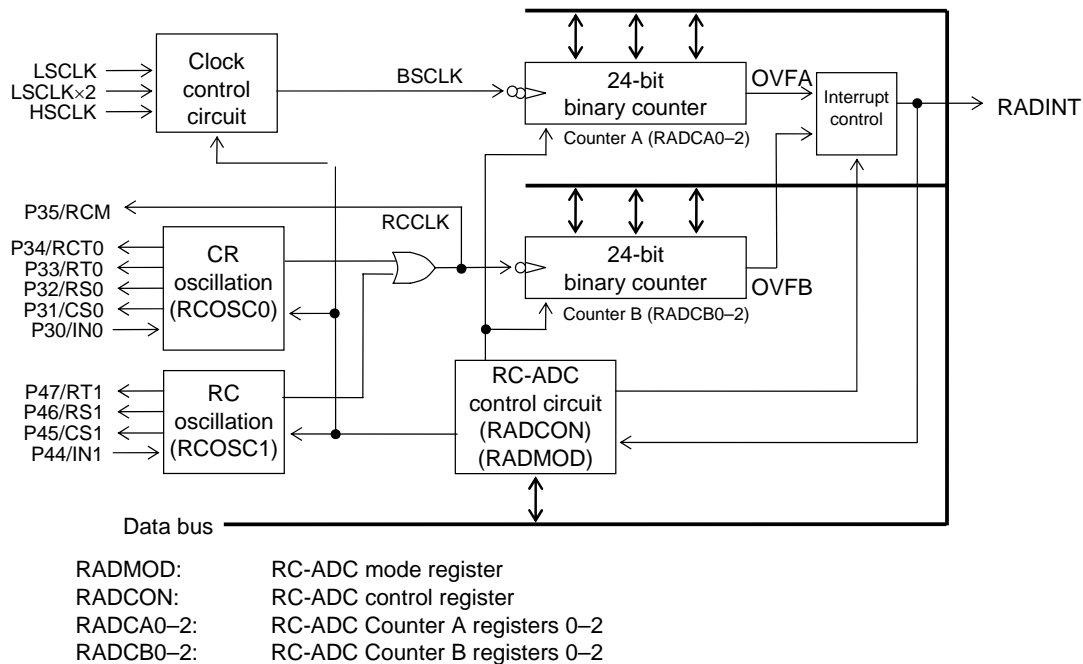 LSCLK
LSCLK×2
HSCLK
Clock
control
circuit
BSCLK
24-bit
binary counter
Counter A (RADCA0–2)
OVFA
Interrupt
control
RADINT
P35/RCM
RCCLK
P34/RCT0
P33/RT0
P32/RS0
P31/CS0
P30/IN0
CR
oscillation
(RCOSC0)
24-bit
binary counter
Counter B (RADCB0–2)
OVFB
P47/RT1
P46/RS1
P45/CS1
P44/IN1
RC
oscillation
(RCOSC1)
RC-ADC
control circuit
(RADCON)
(RADMOD)
Data bus
RADMOD: RC-ADC mode register
RADCON: RC-ADC control register
RADCA0–2: RC-ADC Counter A registers 0–2
RADCB0–2: RC-ADC Counter B registers 0–2